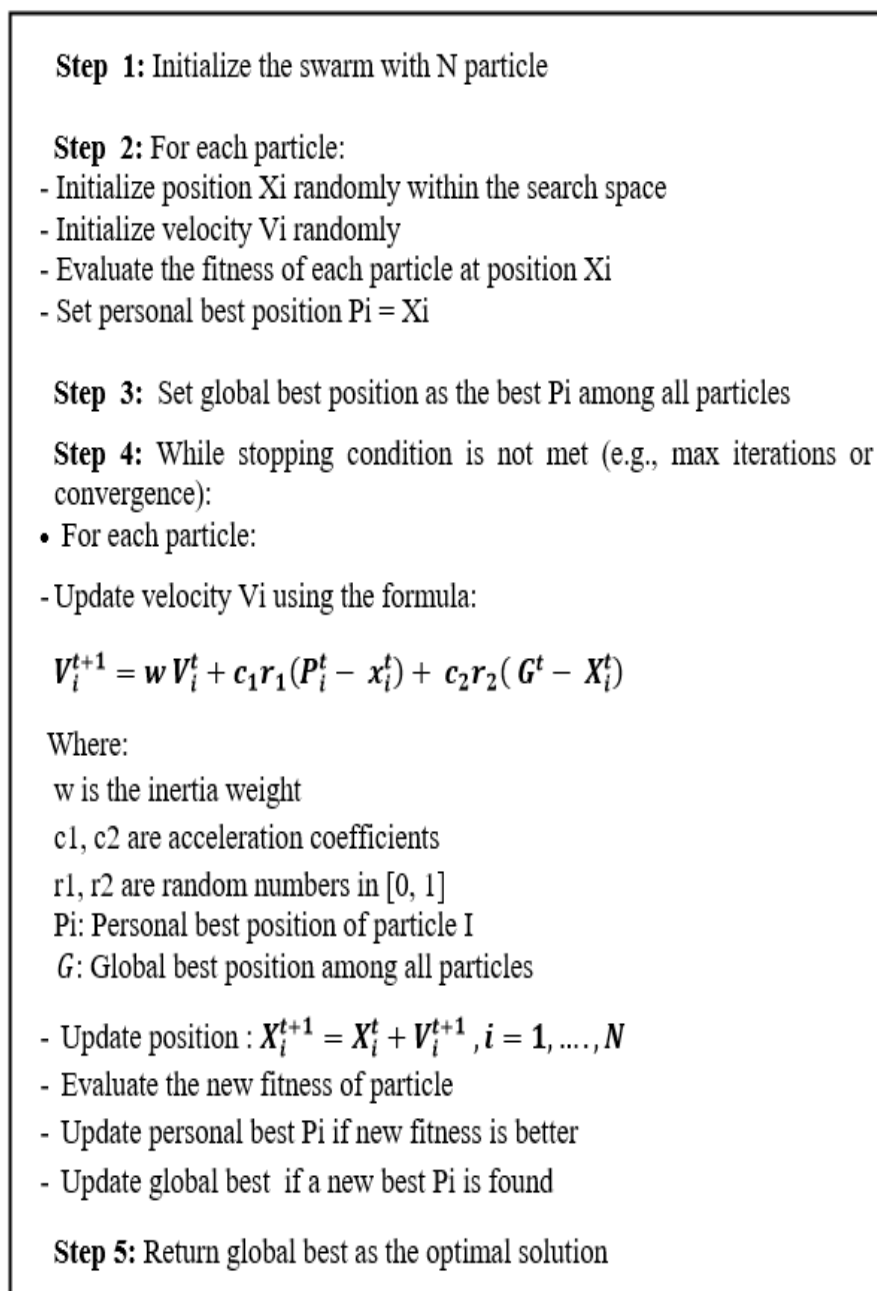 Step 1: Initialize the swarm with N particle
Step 2: For each particle:
- Initialize position Xi randomly within the search space
- Initialize velocity Vi randomly
- Evaluate the fitness of each particle at position Xi
- Set personal best position Pi = Xi
Step 3: Set global best position as the best Pi among all particles
Step 4: While stopping condition is not met (e.g., max iterations or
convergence):
• For each particle:
- Update velocity Vi using the formula:
V_i^{t+1} = w V_i^t + c_1 r_1 (P_i^t - x_i^t) + c_2 r_2 ( G^t - X_i^t)
Where:
w is the inertia weight
c1, c2 are acceleration coefficients
r1, r2 are random numbers in [0, 1]
Pi: Personal best position of particle I
G: Global best position among all particles
- Update position : X_i^{t+1} = X_i^t + V_i^{t+1} , i = 1, ...., N
- Evaluate the new fitness of particle
- Update personal best Pi if new fitness is better
- Update global best if a new best Pi is found
Step 5: Return global best as the optimal solution